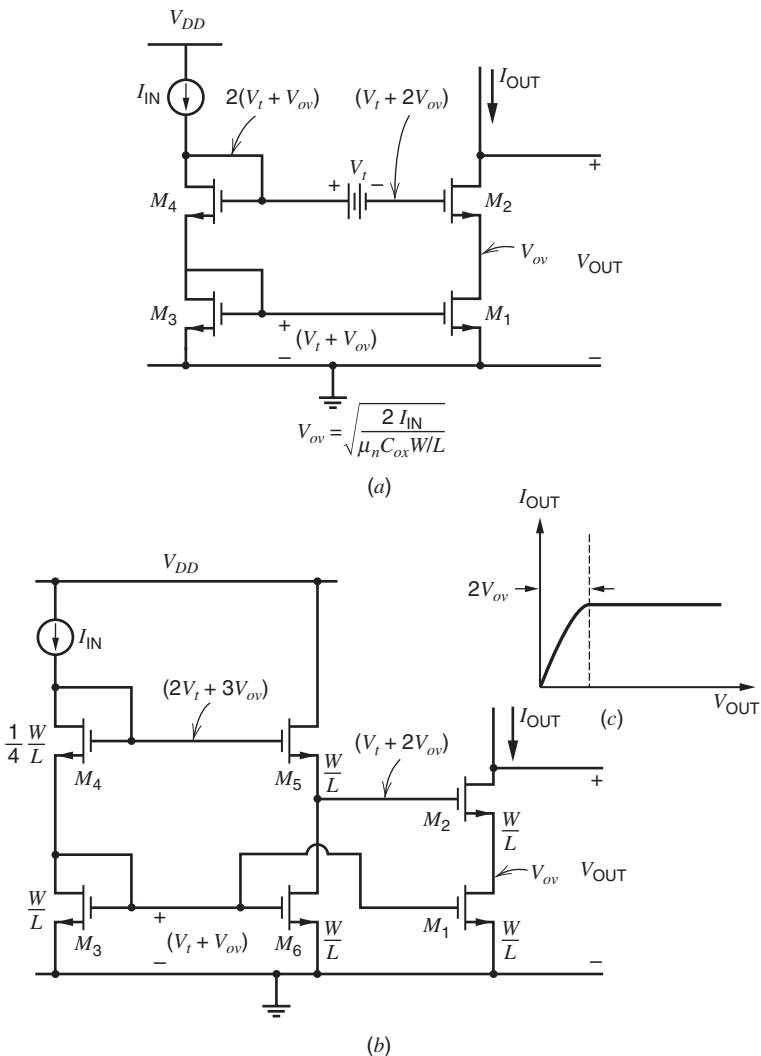 V_DD
I_IN
2(V_t + V_ov)
(V_t + 2V_ov)
I_OUT
+ V_t −
+
M_4
M_2
V_ov
V_OUT
M_3
+
(V_t + V_ov)
−
M_1
−
V_ov = √(2 I_IN / μ_n C_ox W/L)
(a)
I_OUT
2V_ov
V_OUT
(c)
V_DD
I_IN
(2V_t + 3V_ov)
I_OUT
1/4 W/L
M_4
M_5
W/L
(V_t + 2V_ov)
+
M_2
W/L
V_ov
V_OUT
W/L
M_3
+
(V_t + V_ov)
−
M_6
W/L
M_1
W/L
−
(b)